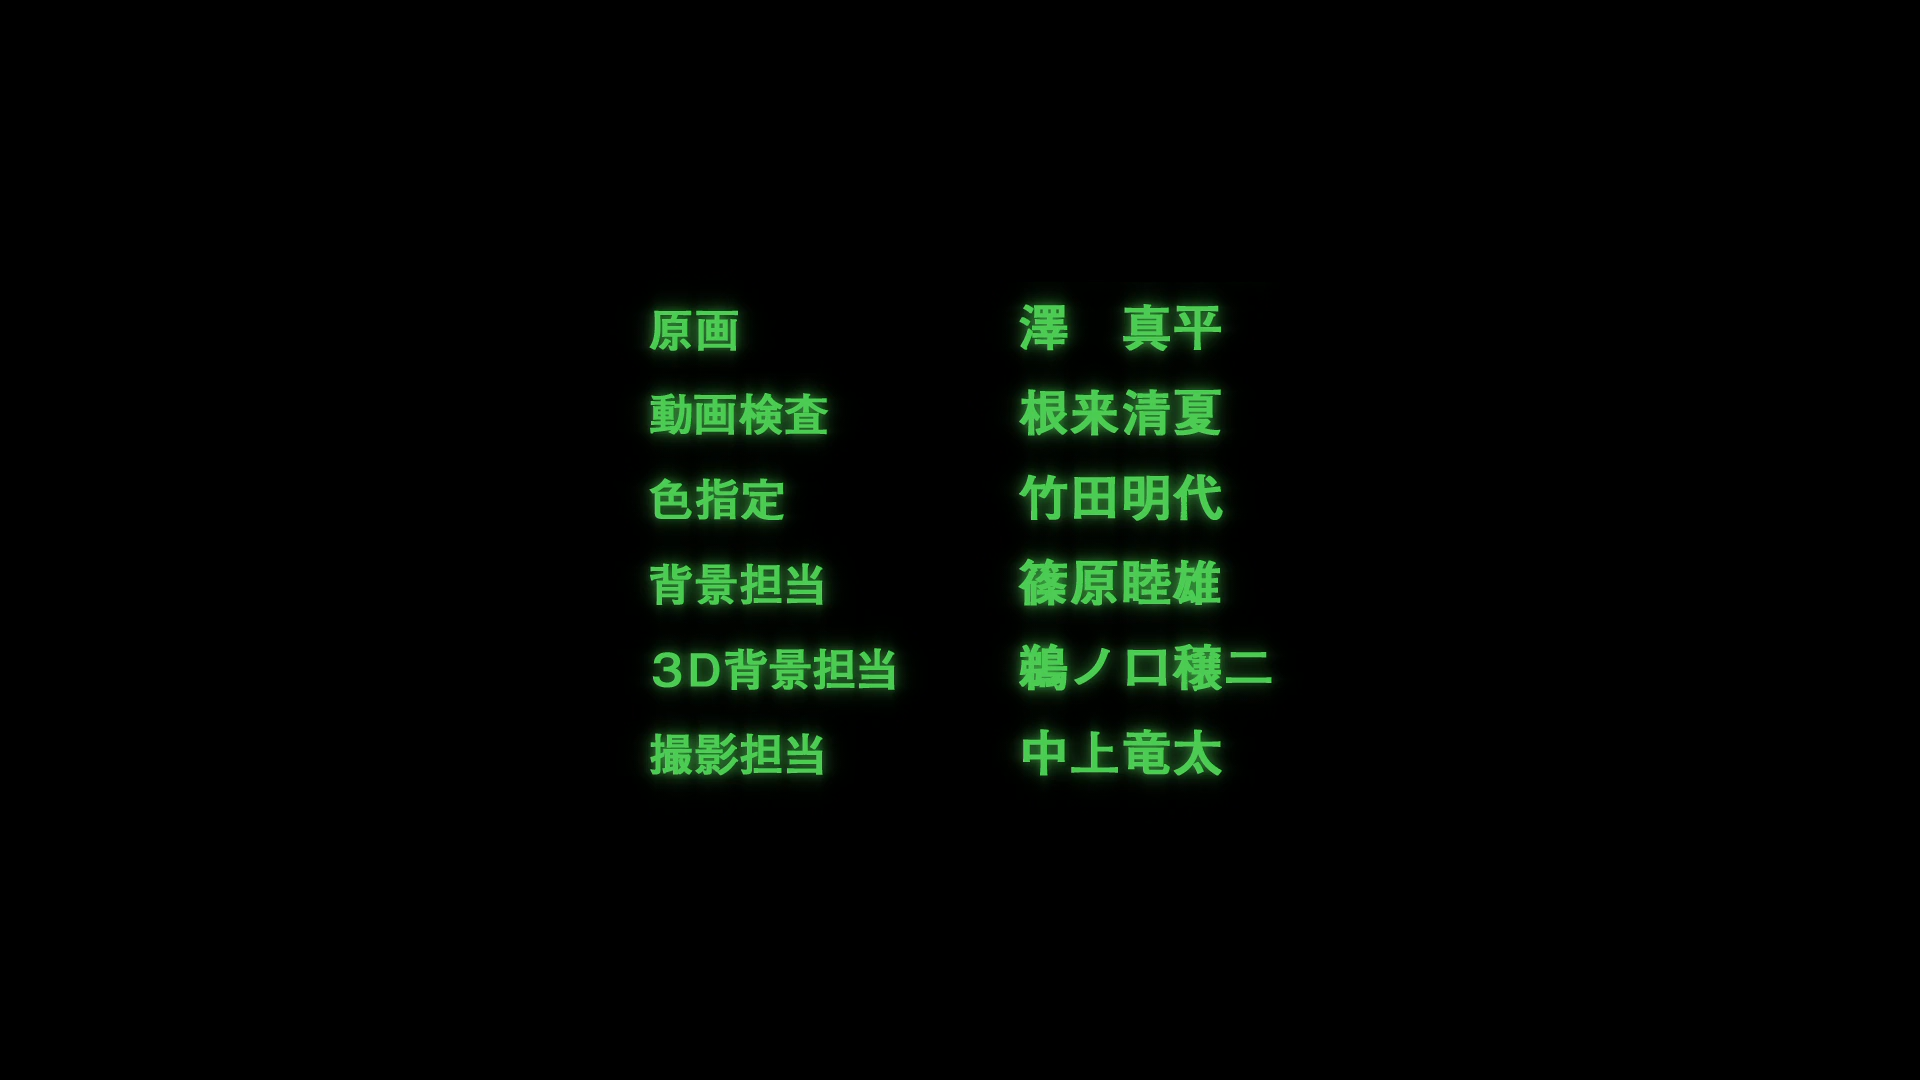 原画　澤　真平
動画検査　根来清夏
色指定　竹田明代
背景担当　篠原睦雄
３D背景担当　鵜ノ口穣二
撮影担当　中上竜太